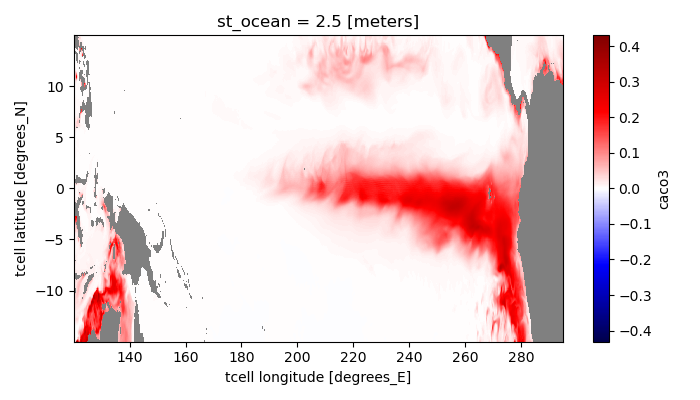 st_ocean = 2.5 [meters]
10
5
0
−5
−10
tcell latitude [degrees_N]
140 160 180 200 220 240 260 280
tcell longitude [degrees_E]
0.4
0.3
0.2
0.1
0.0
−0.1
−0.2
−0.3
−0.4
caco3